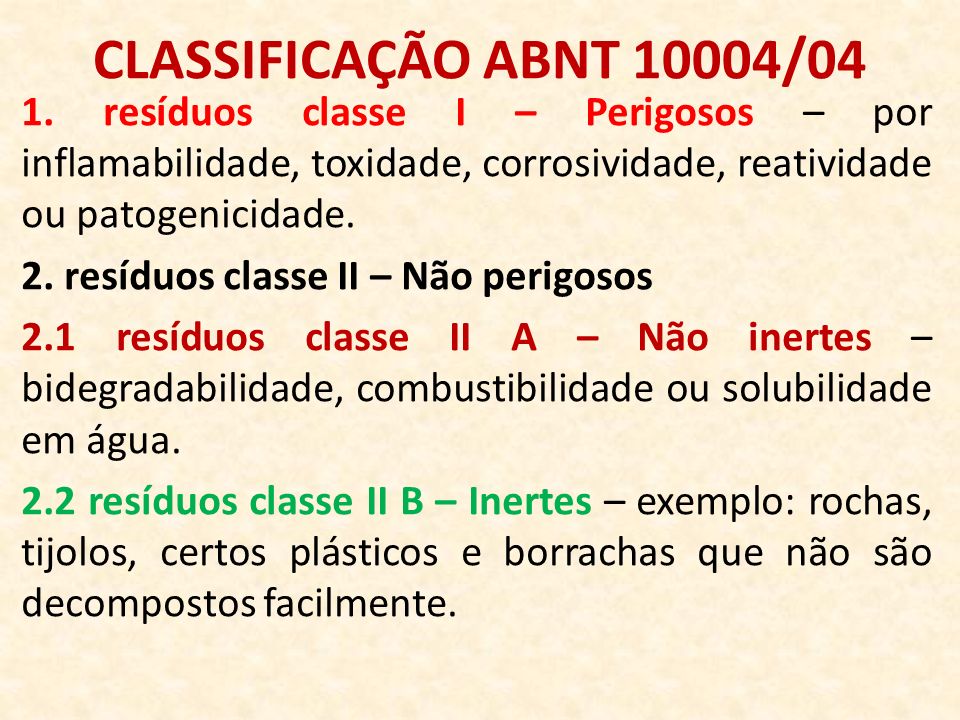 CLASSIFICAÇÃO ABNT 10004/04
1. resíduos classe I – Perigosos – por
inflamabilidade, toxidade, corrosividade, reatividade
ou patogenicidade.
2. resíduos classe II – Não perigosos
2.1 resíduos classe II A – Não inertes –
bidegradabilidade, combustibilidade ou solubilidade
em água.
2.2 resíduos classe II B – Inertes – exemplo: rochas,
tijolos, certos plásticos e borrachas que não são
decompostos facilmente.